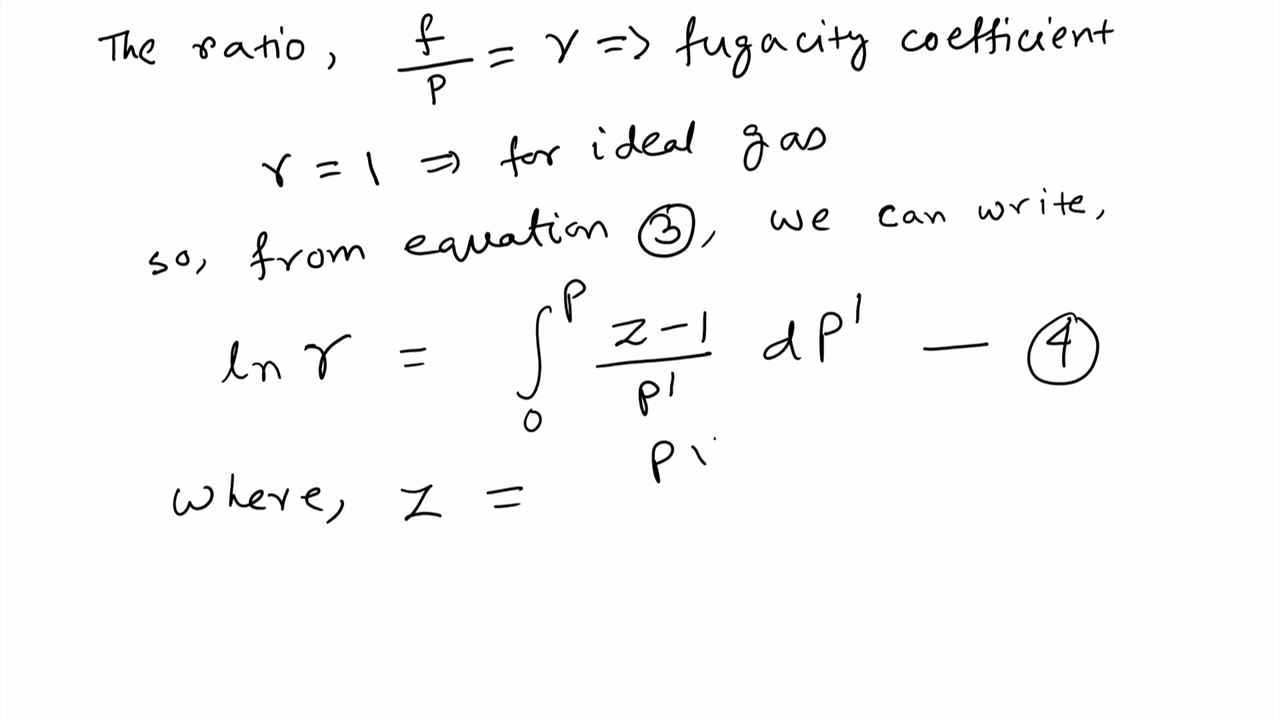 The ratio, f/P = γ => fugacity coefficient
γ = 1 => for ideal gas
so, from equation ③, we can write,
ln γ = ∫₀ᴾ (z-1)/P' dP' — ④
where, z = P